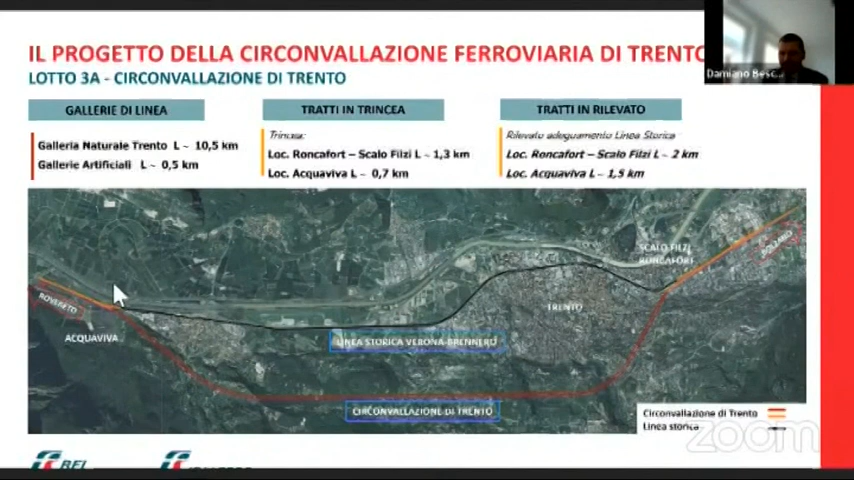 IL PROGETTO DELLA CIRCONVALLAZIONE FERROVIARIA DI TRENTO
LOTTO 3A - CIRCONVALLAZIONE DI TRENTO
Damiano
GALLERIE DI LINEA
Galleria Naturale Trento L ~ 10,5 km
Gallerie Artificiali L ~ 0,5 km
TRATTI IN TRINCEA
Trincea:
Loc. Roncafort – Scalo Filzi L ~ 1,3 km
Loc. Acquaviva L ~ 0,7 km
TRATTI IN RILEVATO
Rilevato adeguamento Linea Storica
Loc. Roncafort – Scalo Filzi L ~ 2 km
Loc. Acquaviva L ~ 1,5 km
SCALO FILZI
RONCAFORT
BOLZANO
ROVERETO
TRENTO
ACQUAVIVA
LINEA STORICA VERONA-BRENNERO
CIRCONVALLAZIONE DI TRENTO
Circonvallazione di Trento
Linea storica
zoom
RFI